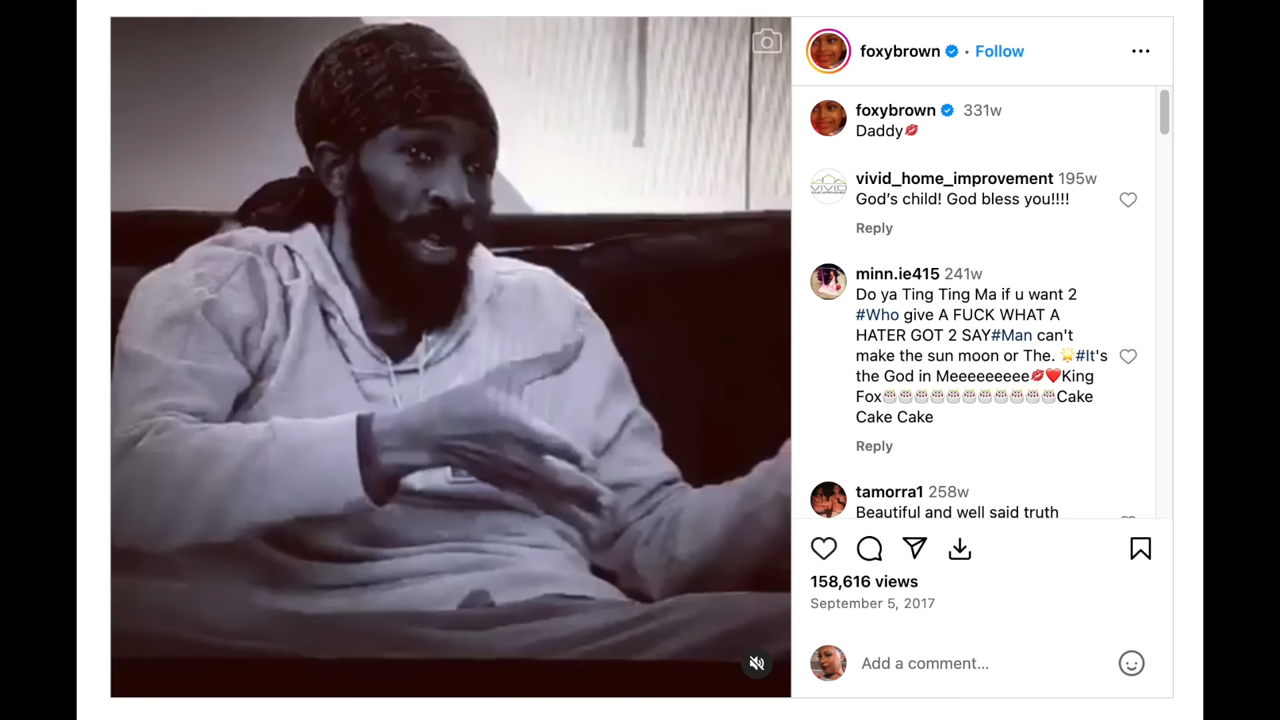 foxybrown • Follow
foxybrown 331w
Daddy💋
vivid_home_improvement 195w
God’s child! God bless you!!!!
Reply
minn.ie415 241w
Do ya Ting Ting Ma if u want 2
#Who give A FUCK WHAT A
HATER GOT 2 SAY#Man can't
make the sun moon or The. 🌟#It's
the God in Meeeeeeeee💋❤️King
Fox🎂🎂🎂🎂🎂🎂🎂🎂🎂🎂🎂Cake
Cake Cake
Reply
tamorra1 258w
Beautiful and well said truth
158,616 views
September 5, 2017
Add a comment...